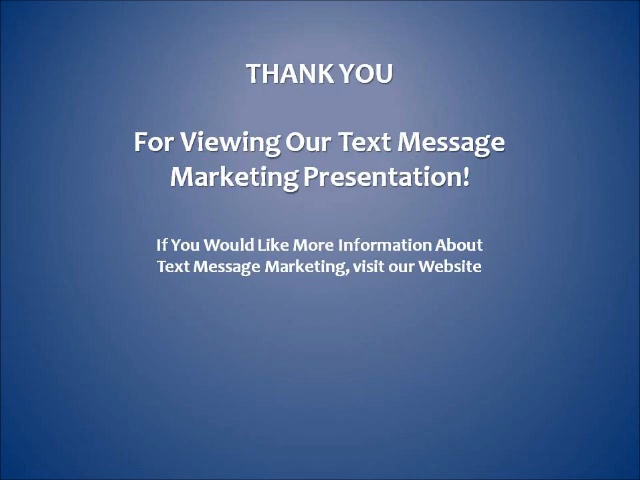 THANK YOU
For Viewing Our Text Message
Marketing Presentation!
If You Would Like More Information About
Text Message Marketing, visit our Website